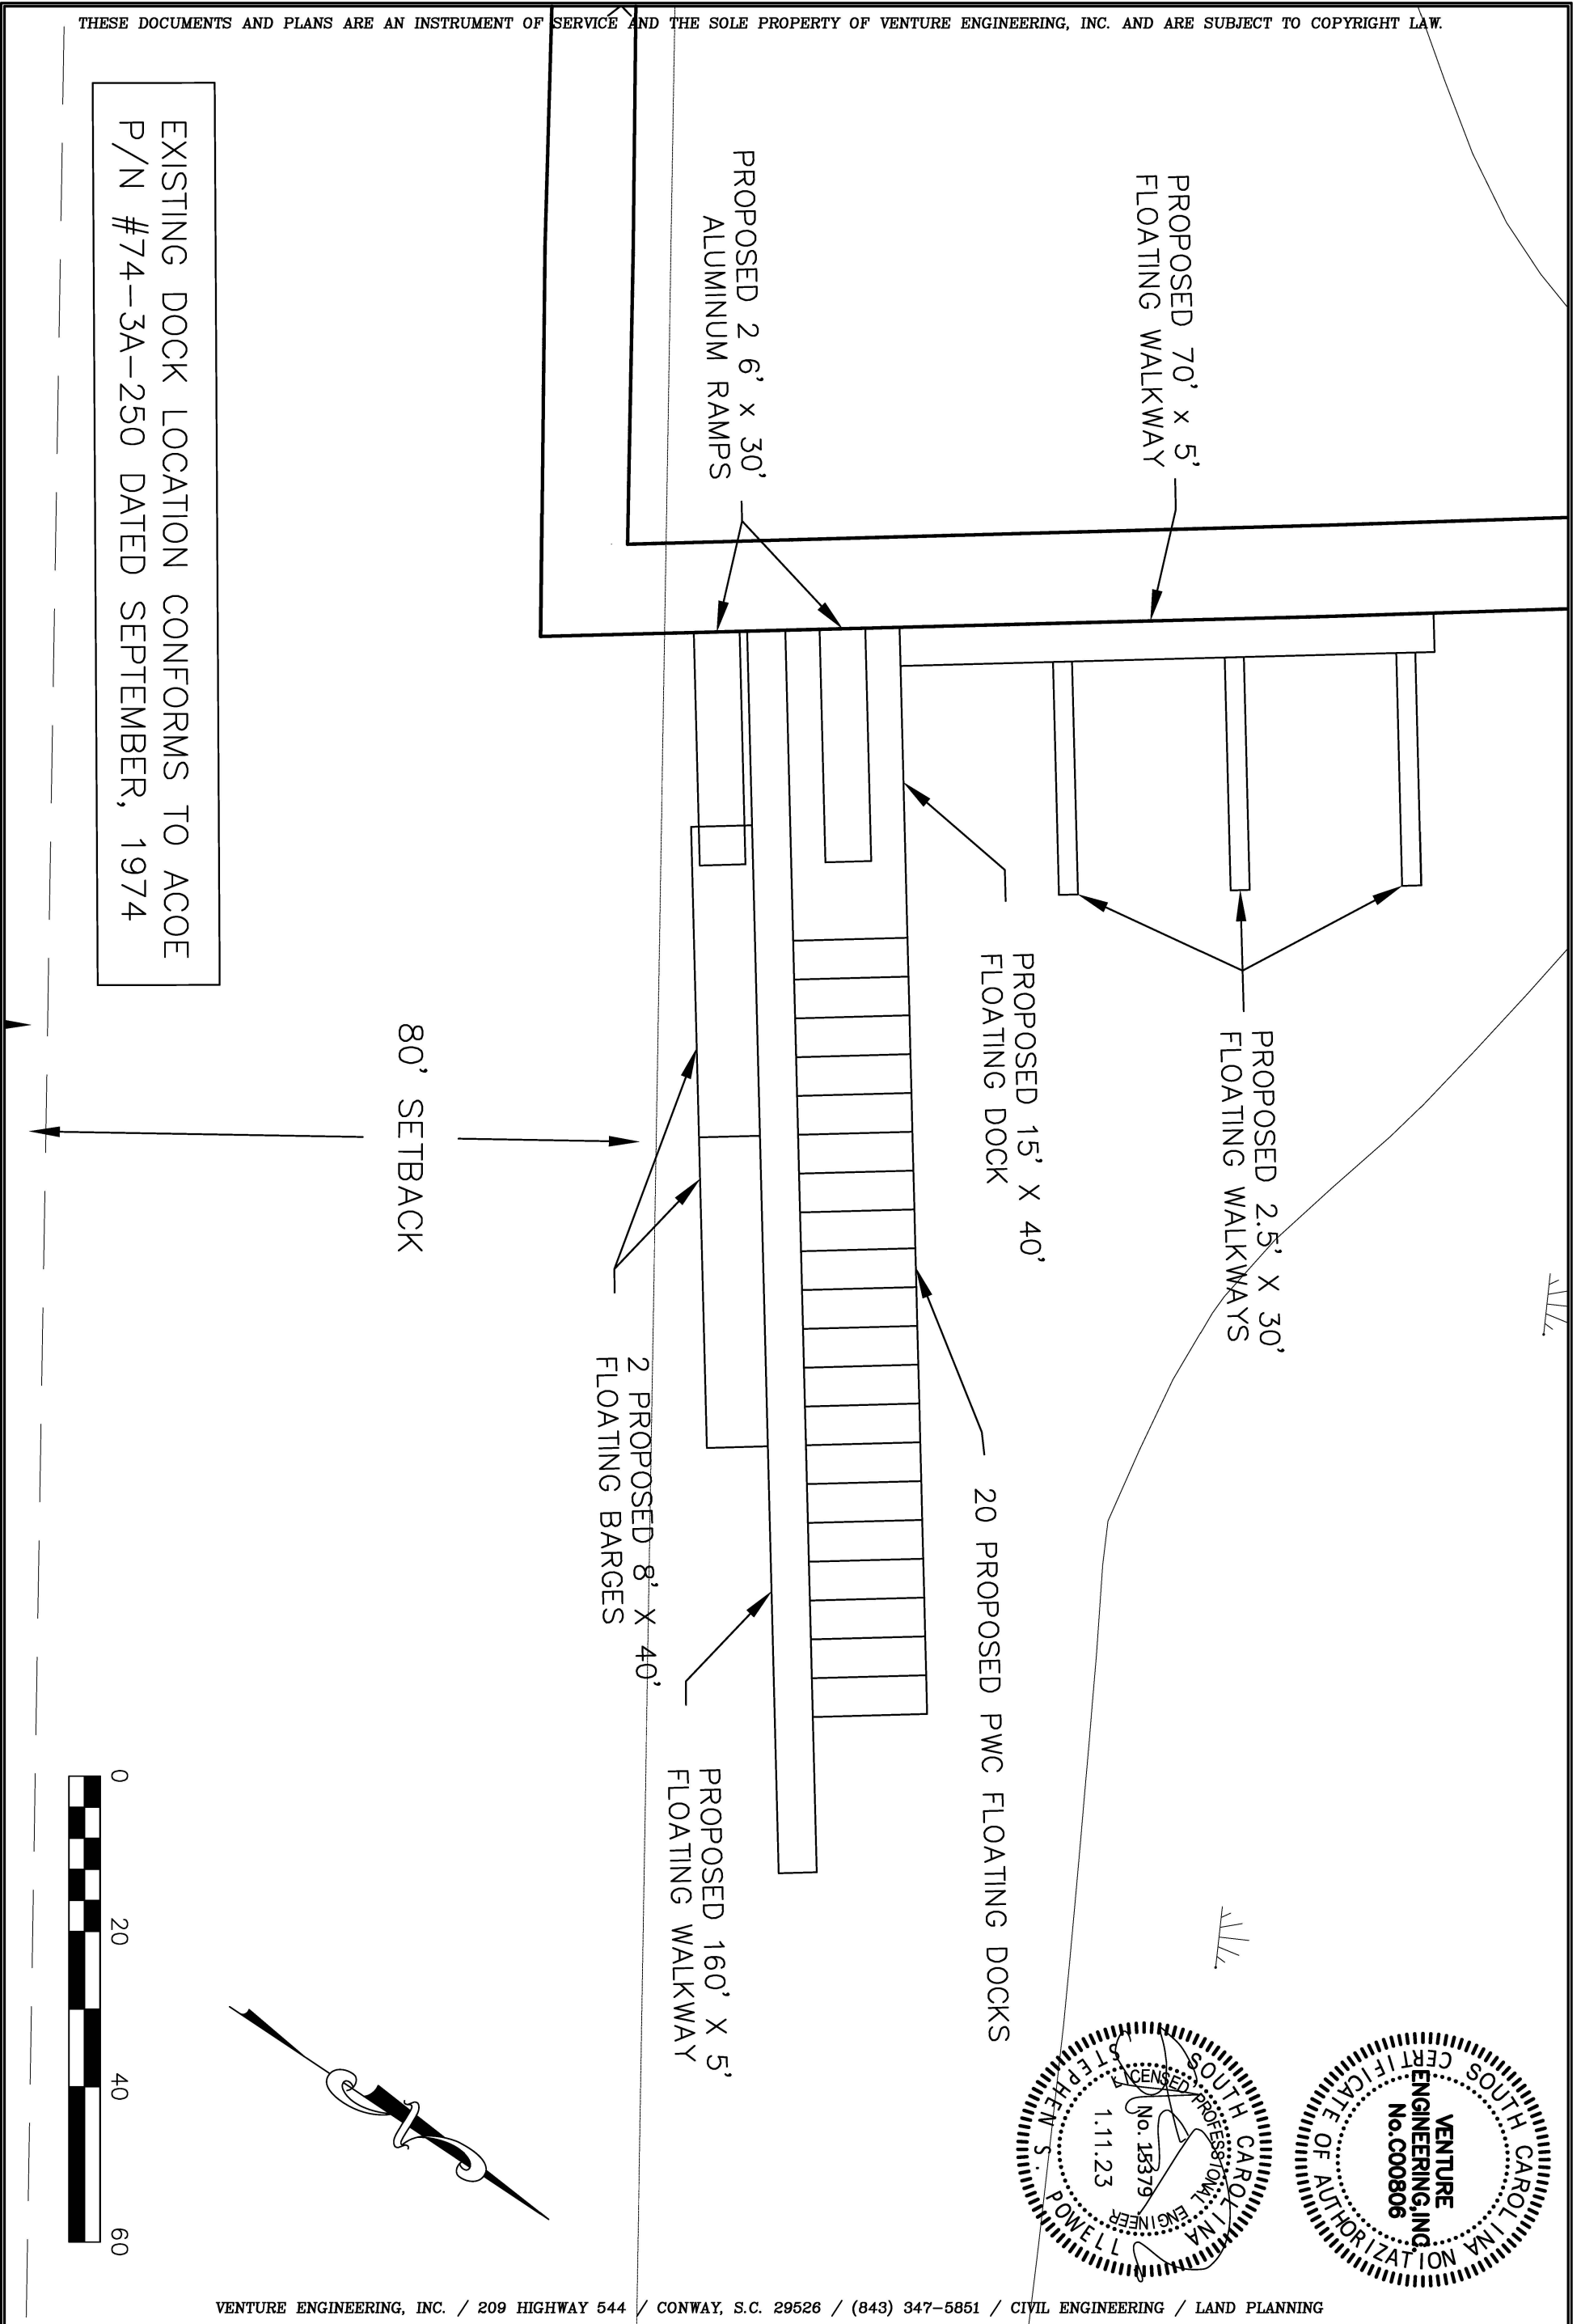 THESE DOCUMENTS AND PLANS ARE AN INSTRUMENT OF SERVICE AND THE SOLE PROPERTY OF VENTURE ENGINEERING, INC. AND ARE SUBJECT TO COPYRIGHT LAW.
PROPOSED 70' x 5'
FLOATING WALKWAY
PROPOSED 2 6' x 30'
ALUMINUM RAMPS
EXISTING DOCK LOCATION CONFORMS TO ACOE
P/N #74-3A-250 DATED SEPTEMBER, 1974
PROPOSED 2.5' X 30'
FLOATING WALKWAYS
PROPOSED 15' X 40'
FLOATING DOCK
80' SETBACK
20 PROPOSED PWC FLOATING DOCKS
2 PROPOSED 8' X 40'
FLOATING BARGES
PROPOSED 160' X 5'
FLOATING WALKWAY
0 20 40 60
SOUTH CAROLINA
CERTIFICATE OF AUTHORIZATION
VENTURE
ENGINEERING,INC
No.C00806
SOUTH CAROLINA
LICENSED PROFESSIONAL ENGINEER
No. 15379
1.11.23
STEPHEN S. POWELL
VENTURE ENGINEERING, INC. / 209 HIGHWAY 544 / CONWAY, S.C. 29526 / (843) 347-5851 / CIVIL ENGINEERING / LAND PLANNING